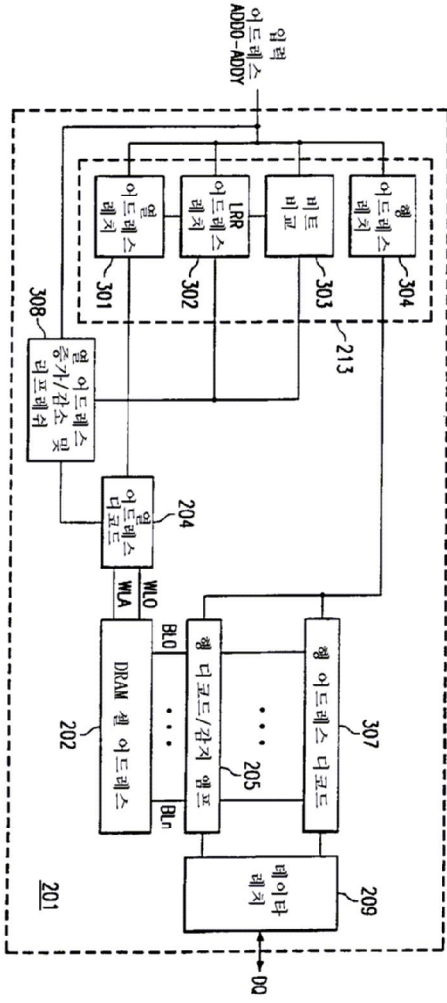 입력
어드레스
ADD0-ADDY
열
어드레스
래치
301
LRR
어드레스
래치
302
비트
비교
303
행
어드레스
래치
304
213
308
열 어드레스
증가/감소 및
리프레쉬
열
어드레스
디코드
204
WLA
WL0
BL0
BLn
DRAM 셀 어드레스
202
행 디코드/감지 앰프
205
행 어드레스 디코드
307
데이타
래치
209
DQ
201